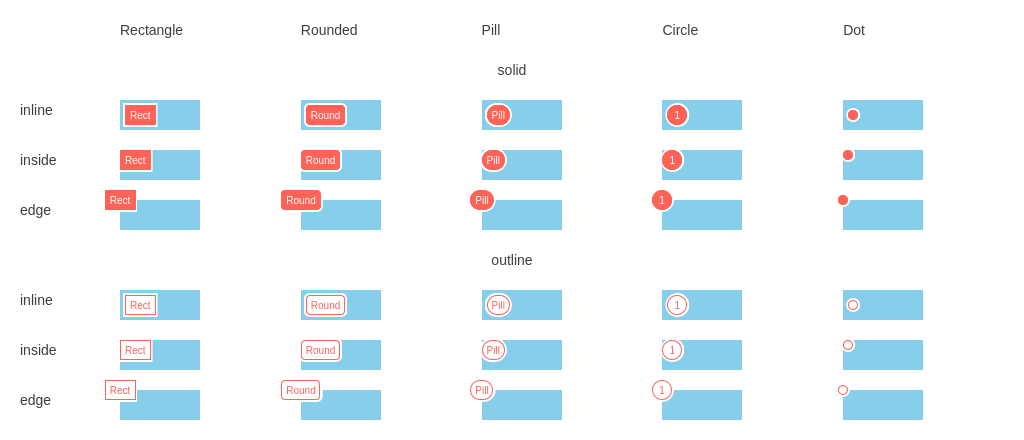 Rectangle Rounded Pill Circle Dot
solid
inline Rect Round Pill 1
inside Rect Round Pill 1
edge Rect Round Pill 1
outline
inline Rect Round Pill 1
inside Rect Round Pill 1
edge Rect Round Pill 1